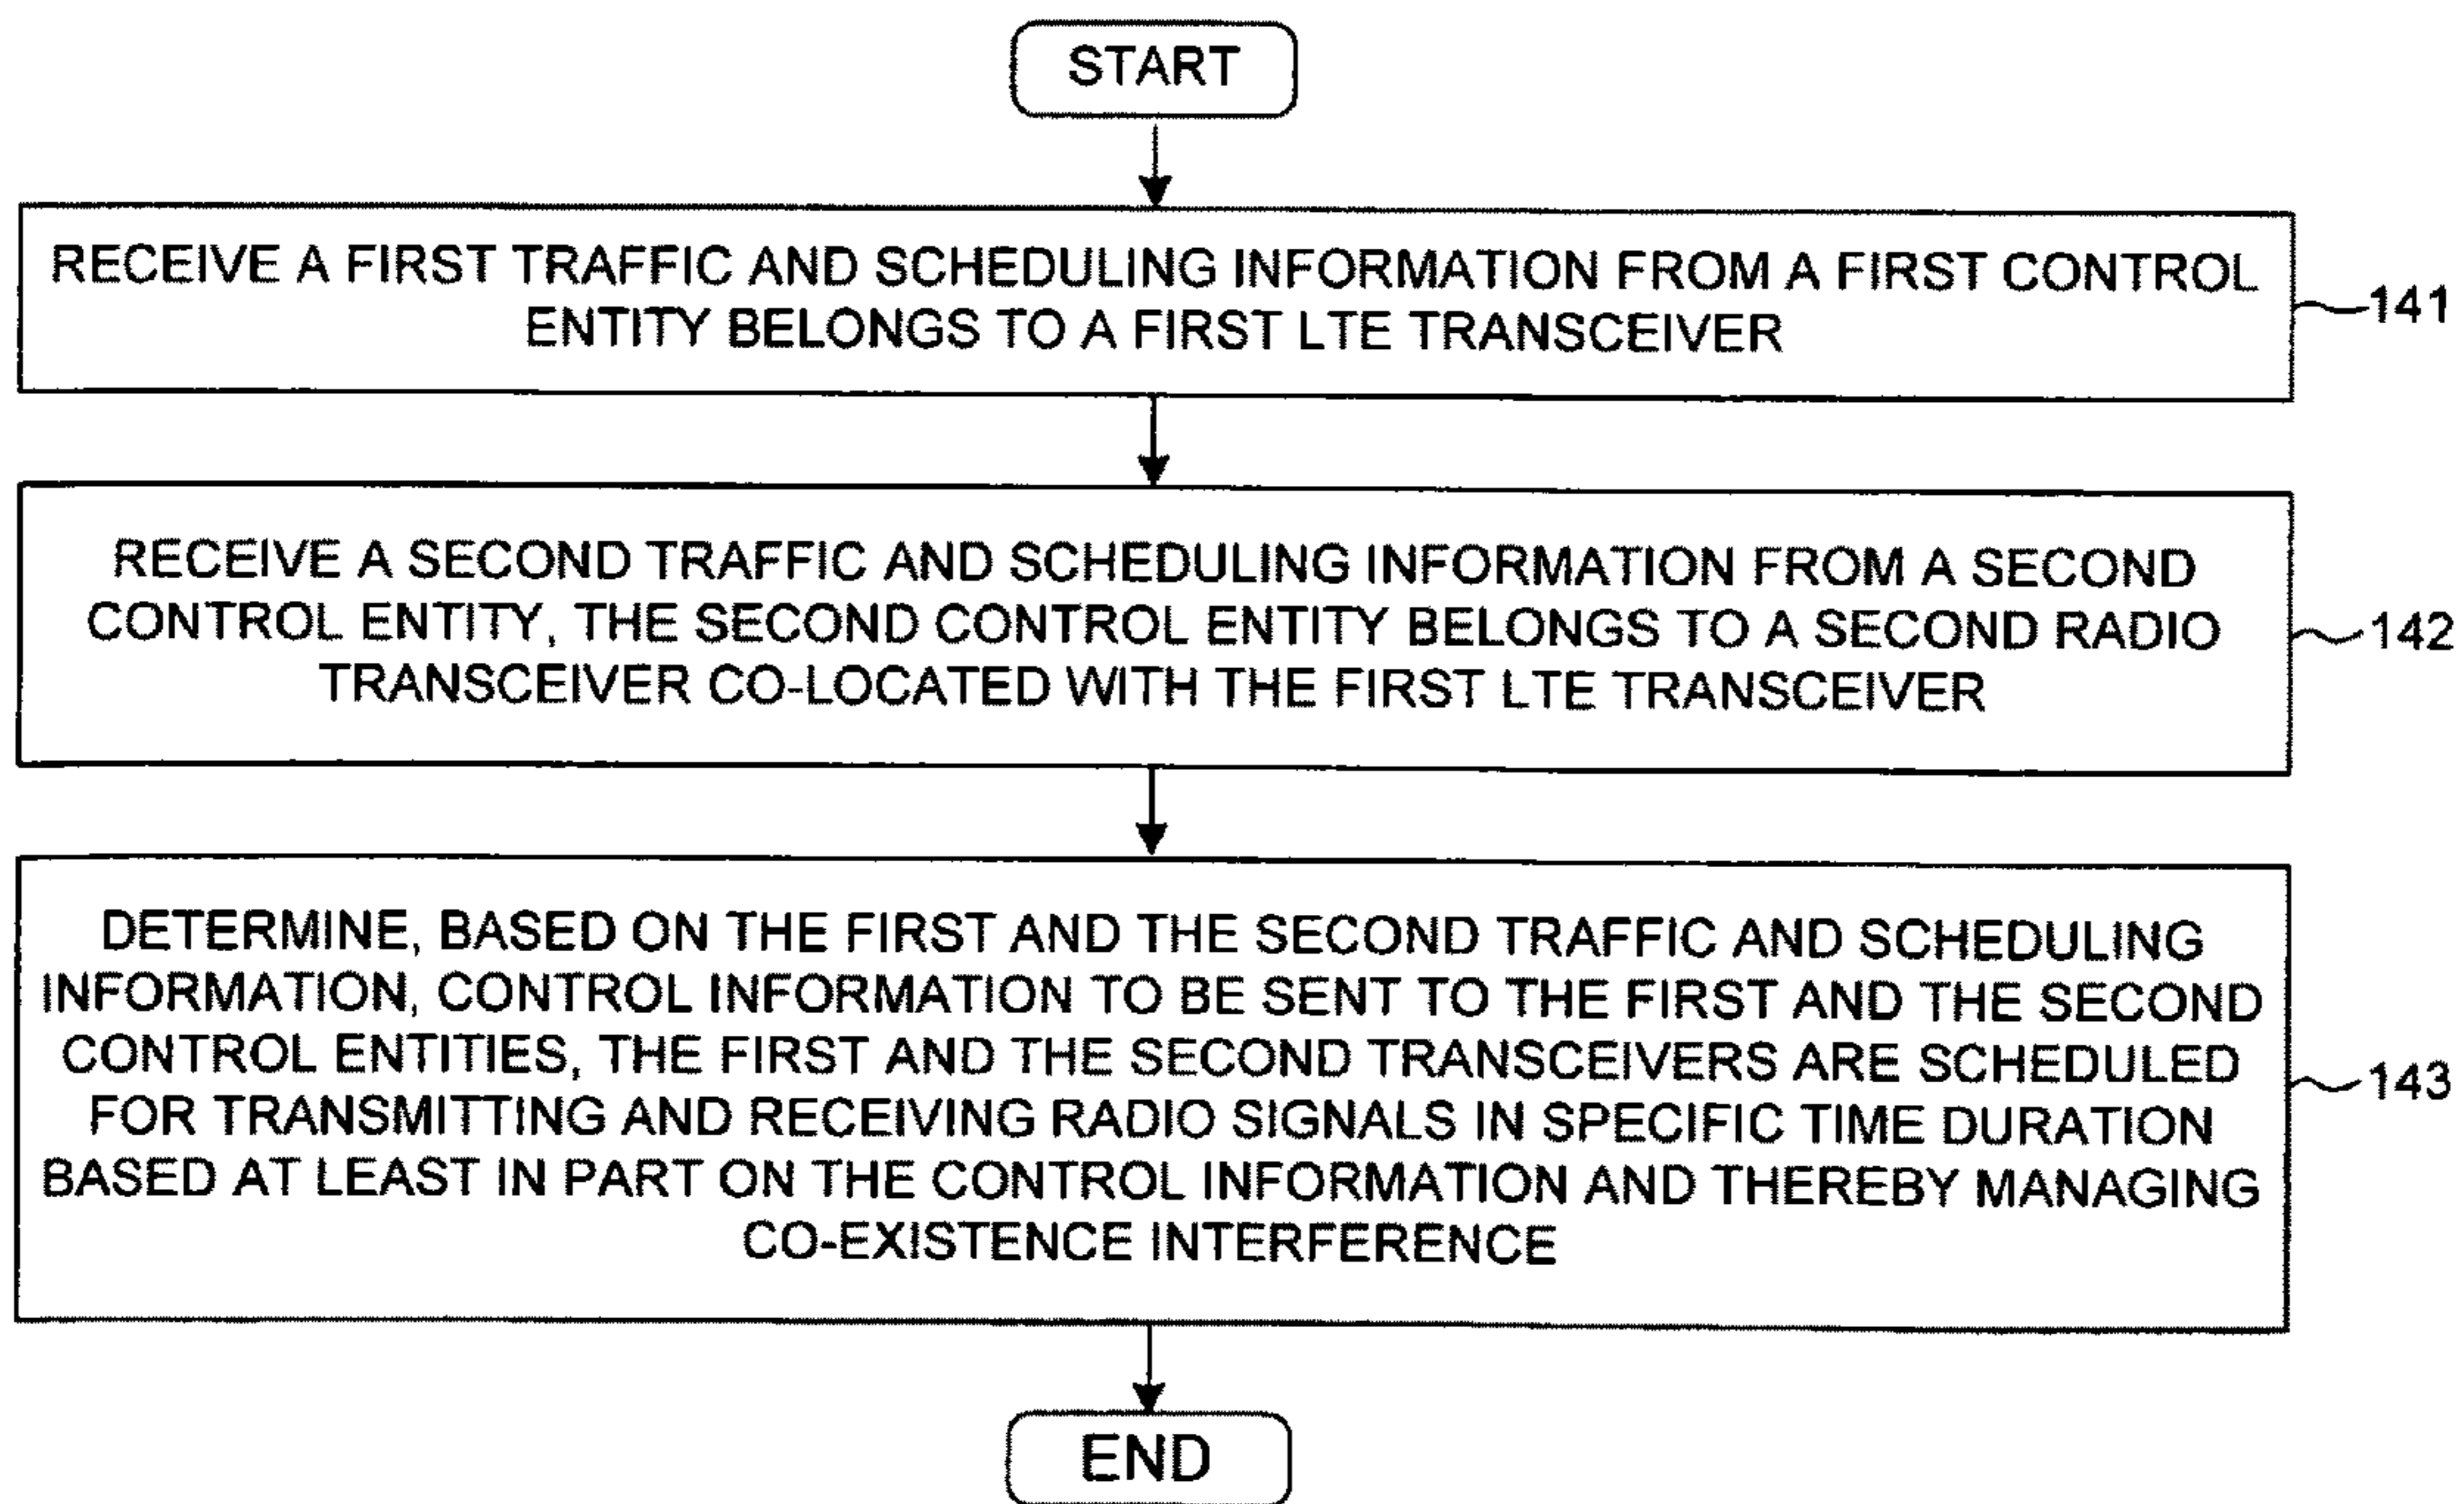 START
RECEIVE A FIRST TRAFFIC AND SCHEDULING INFORMATION FROM A FIRST CONTROL
ENTITY BELONGS TO A FIRST LTE TRANSCEIVER
141
RECEIVE A SECOND TRAFFIC AND SCHEDULING INFORMATION FROM A SECOND
CONTROL ENTITY, THE SECOND CONTROL ENTITY BELONGS TO A SECOND RADIO
TRANSCEIVER CO-LOCATED WITH THE FIRST LTE TRANSCEIVER
142
DETERMINE, BASED ON THE FIRST AND THE SECOND TRAFFIC AND SCHEDULING
INFORMATION, CONTROL INFORMATION TO BE SENT TO THE FIRST AND THE SECOND
CONTROL ENTITIES, THE FIRST AND THE SECOND TRANSCEIVERS ARE SCHEDULED
FOR TRANSMITTING AND RECEIVING RADIO SIGNALS IN SPECIFIC TIME DURATION
BASED AT LEAST IN PART ON THE CONTROL INFORMATION AND THEREBY MANAGING
CO-EXISTENCE INTERFERENCE
143
END